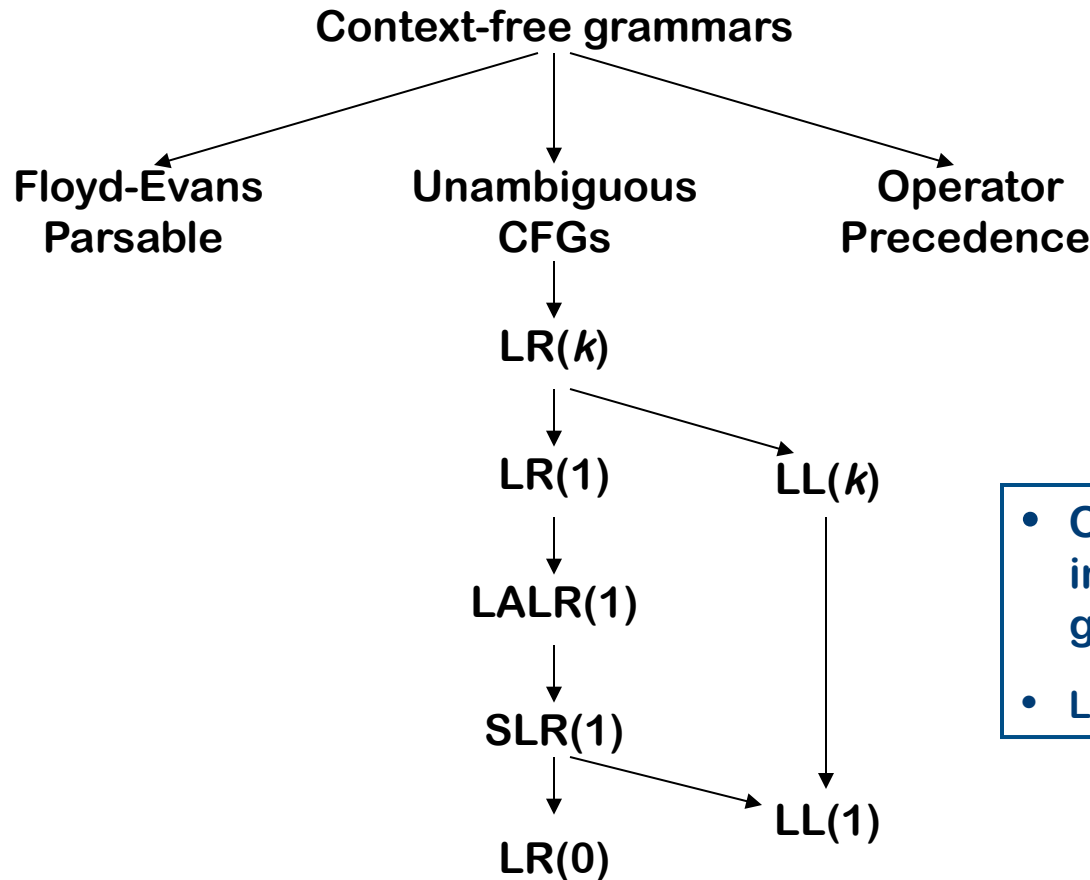 Context-free grammars
Floyd-Evans
Parsable
Unambiguous
CFGs
Operator
Precedence
LR(k)
LR(1)
LL(k)
LALR(1)
SLR(1)
LL(1)
LR(0)
•
•